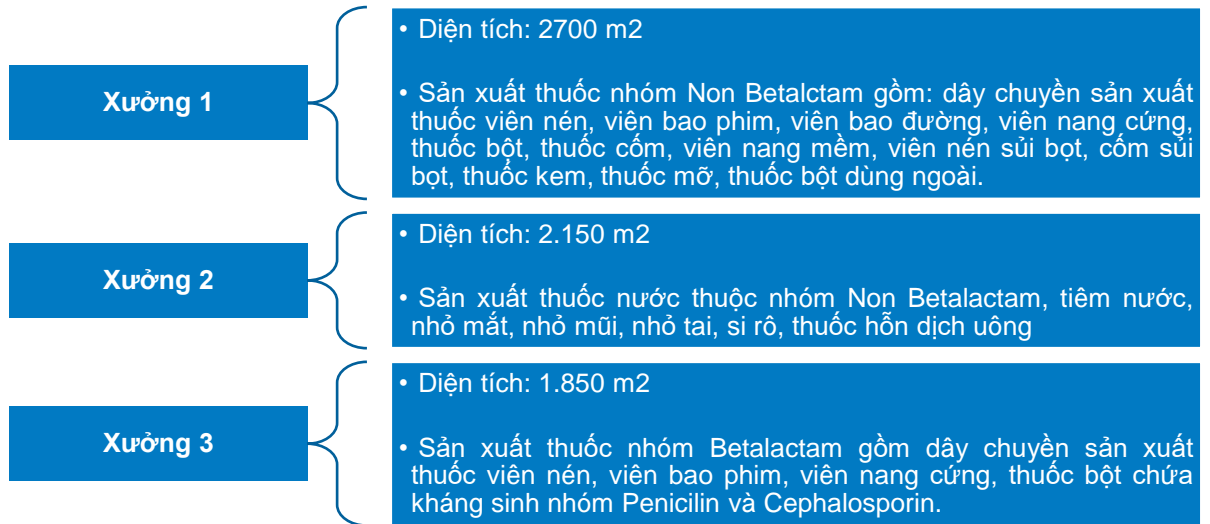 Xưởng 1
• Diện tích: 2700 m2
• Sản xuất thuốc nhóm Non Betalctam gồm: dây chuyền sản xuất
thuốc viên nén, viên bao phim, viên bao đường, viên nang cứng,
thuốc bột, thuốc cốm, viên nang mềm, viên nén sủi bọt, cốm sủi
bọt, thuốc kem, thuốc mỡ, thuốc bột dùng ngoài.
Xưởng 2
• Diện tích: 2.150 m2
• Sản xuất thuốc nước thuộc nhóm Non Betalactam, tiêm nước,
nhỏ mắt, nhỏ mũi, nhỏ tai, si rô, thuốc hỗn dịch uông
Xưởng 3
• Diện tích: 1.850 m2
• Sản xuất thuốc nhóm Betalactam gồm dây chuyền sản xuất
thuốc viên nén, viên bao phim, viên nang cứng, thuốc bột chứa
kháng sinh nhóm Penicilin và Cephalosporin.